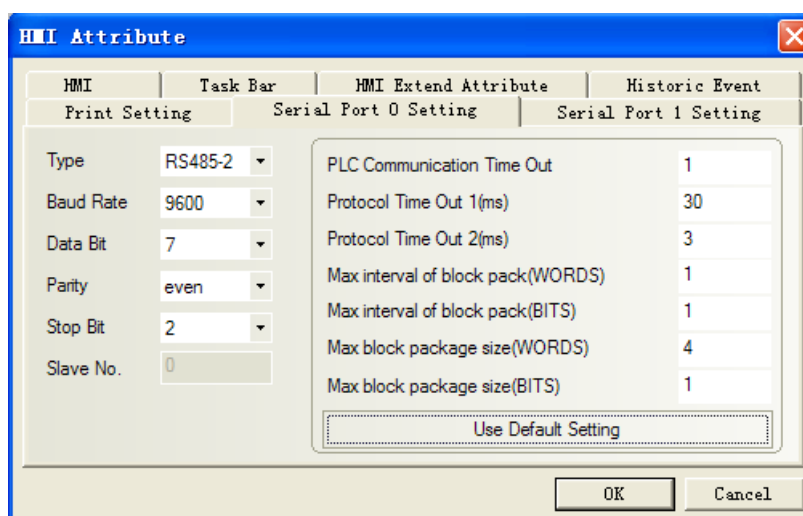 HMI Attribute
HMI Task Bar HMI Extend Attribute Historic Event
Print Setting Serial Port 0 Setting Serial Port 1 Setting
Type RS485-2 PLC Communication Time Out 1
Baud Rate 9600 Protocol Time Out 1(ms) 30
Data Bit 7 Protocol Time Out 2(ms) 3
Parity even Max interval of block pack(WORDS) 1
Max interval of block pack(BITS) 1
Stop Bit 2 Max block package size(WORDS) 4
Slave No. 0 Max block package size(BITS) 1
Use Default Setting
OK Cancel